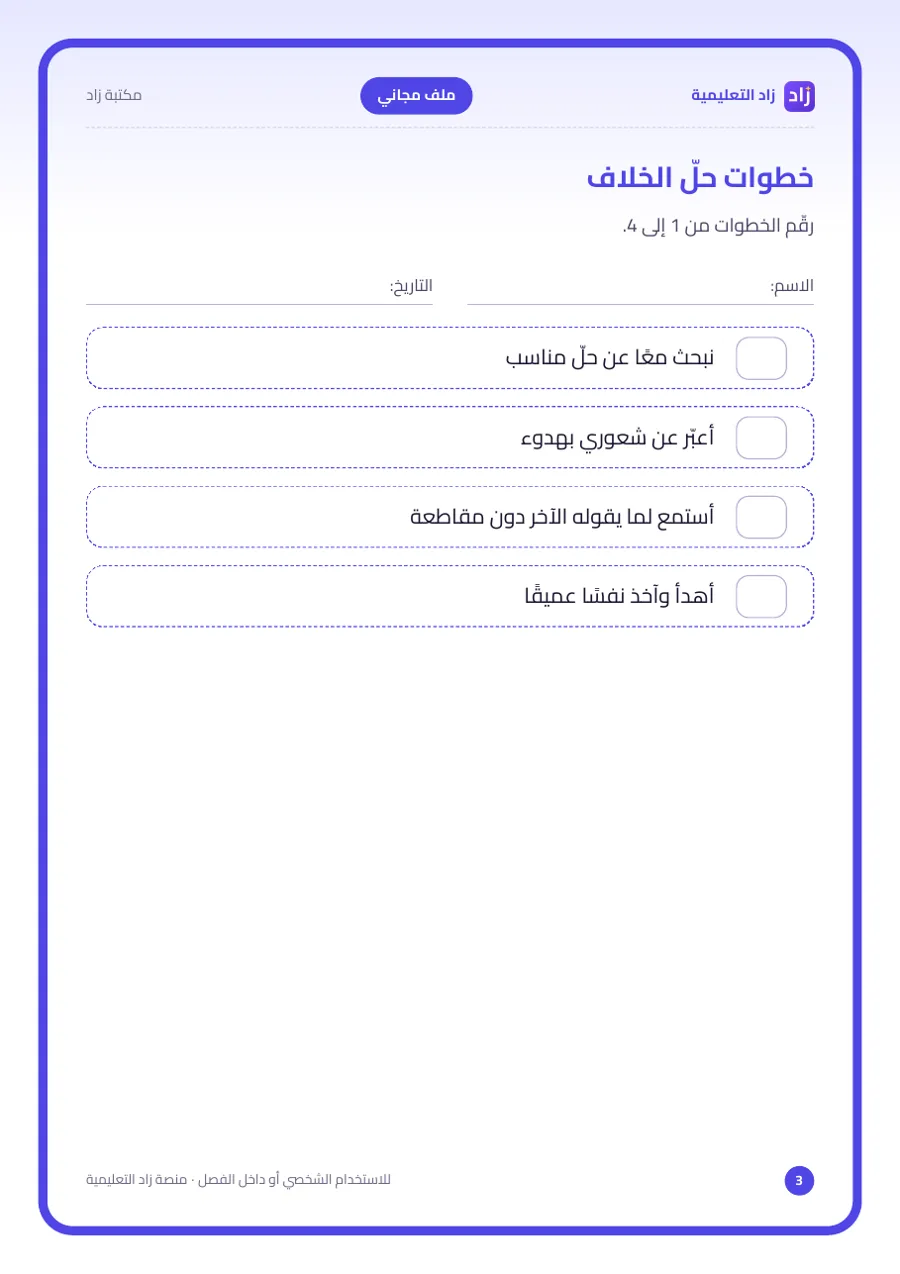 زاد
زاد التعليمية
ملف مجاني
مكتبة زاد
خطوات حلّ الخلاف
رقّم الخطوات من 1 إلى 4.
الاسم:
التاريخ:
نبحث معًا عن حلّ مناسب
أعبّر عن شعوري بهدوء
أستمع لما يقوله الآخر دون مقاطعة
أهدأ وآخذ نفسًا عميقًا
3
للاستخدام الشخصي أو داخل الفصل · منصة زاد التعليمية